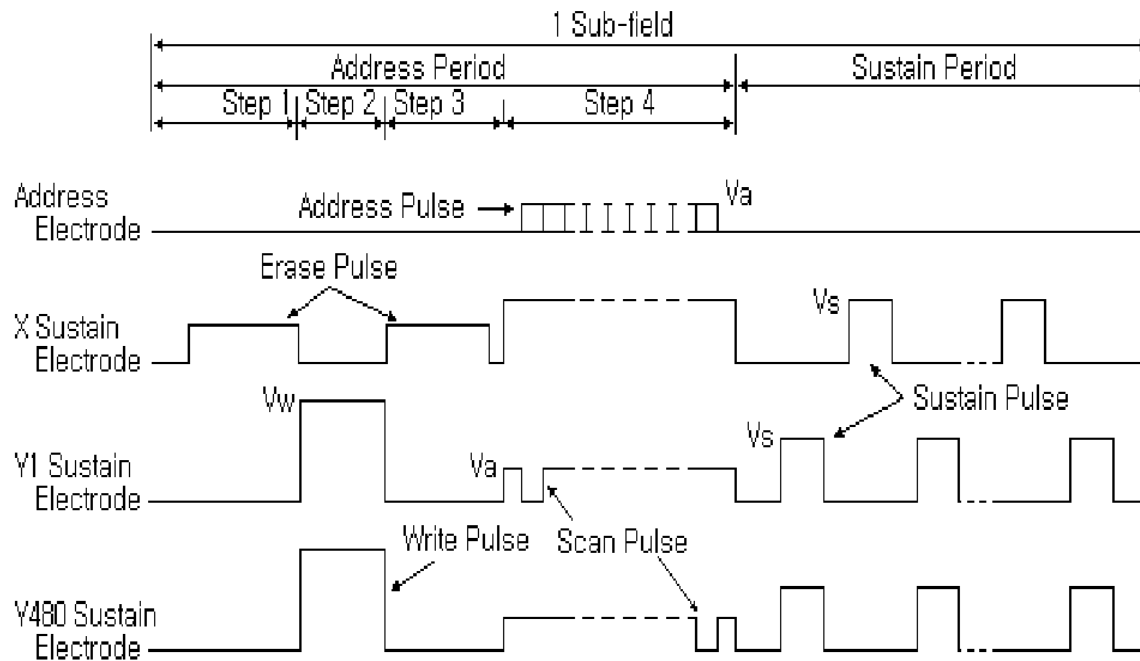 1 Sub-field
Address Period
Sustain Period
Step 1
Step 2
Step 3
Step 4
Address
Electrode
Address Pulse
Va
Erase Pulse
X Sustain
Electrode
Vs
Sustain Pulse
Vw
Y1 Sustain
Electrode
Va
Vs
Write Pulse
Scan Pulse
Y480 Sustain
Electrode